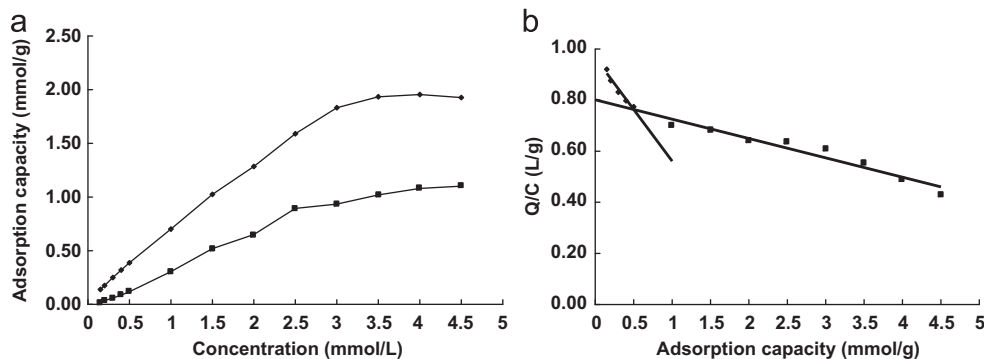 a
Adsorption capacity (mmol/g)
2.50
2.00
1.50
1.00
0.50
0.00
0 0.5 1 1.5 2 2.5 3 3.5 4 4.5 5
Concentration (mmol/L)
b
Q/C (L/g)
1.00
0.80
0.60
0.40
0.20
0.00
0 0.5 1 1.5 2 2.5 3 3.5 4 4.5 5
Adsorption capacity (mmol/g)